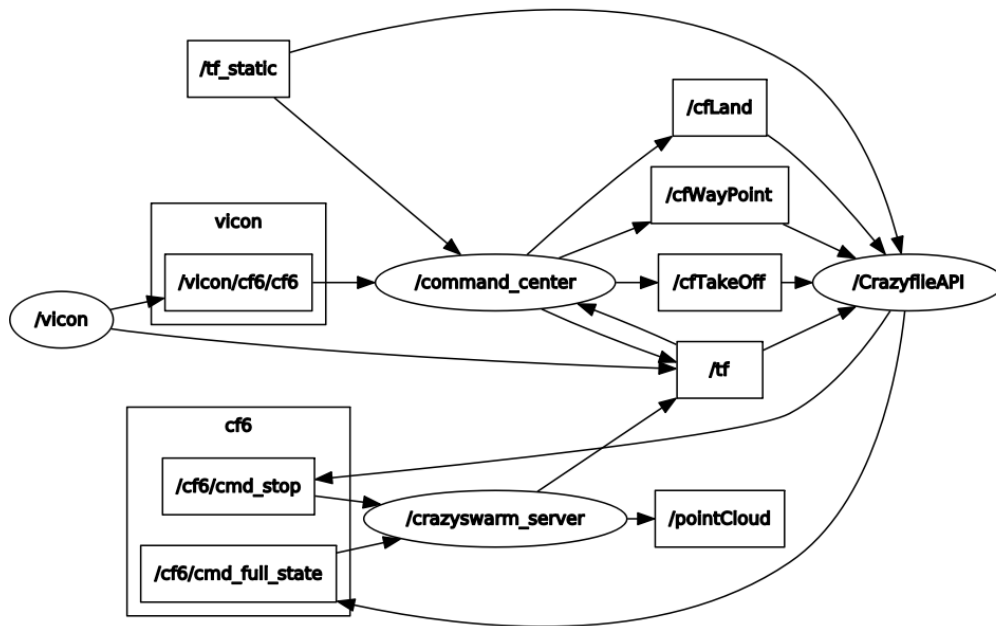 /tf_static
/cfLand
/cfWayPoint
vicon
/vicon/cf6/cf6
/command_center
/cfTakeOff
/CrazyflieAPI
/vicon
/tf
cf6
/cf6/cmd_stop
/crazyswarm_server
/pointCloud
/cf6/cmd_full_state